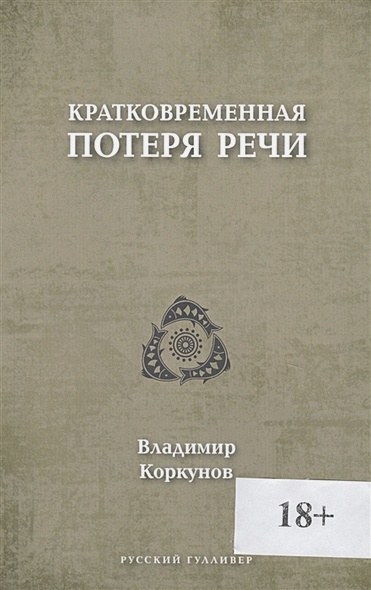 КРАТКОВРЕМЕННАЯ
ПОТЕРЯ РЕЧИ
Владимир
Коркунов
18+
РУССКИЙ ГУЛЛИВЕР